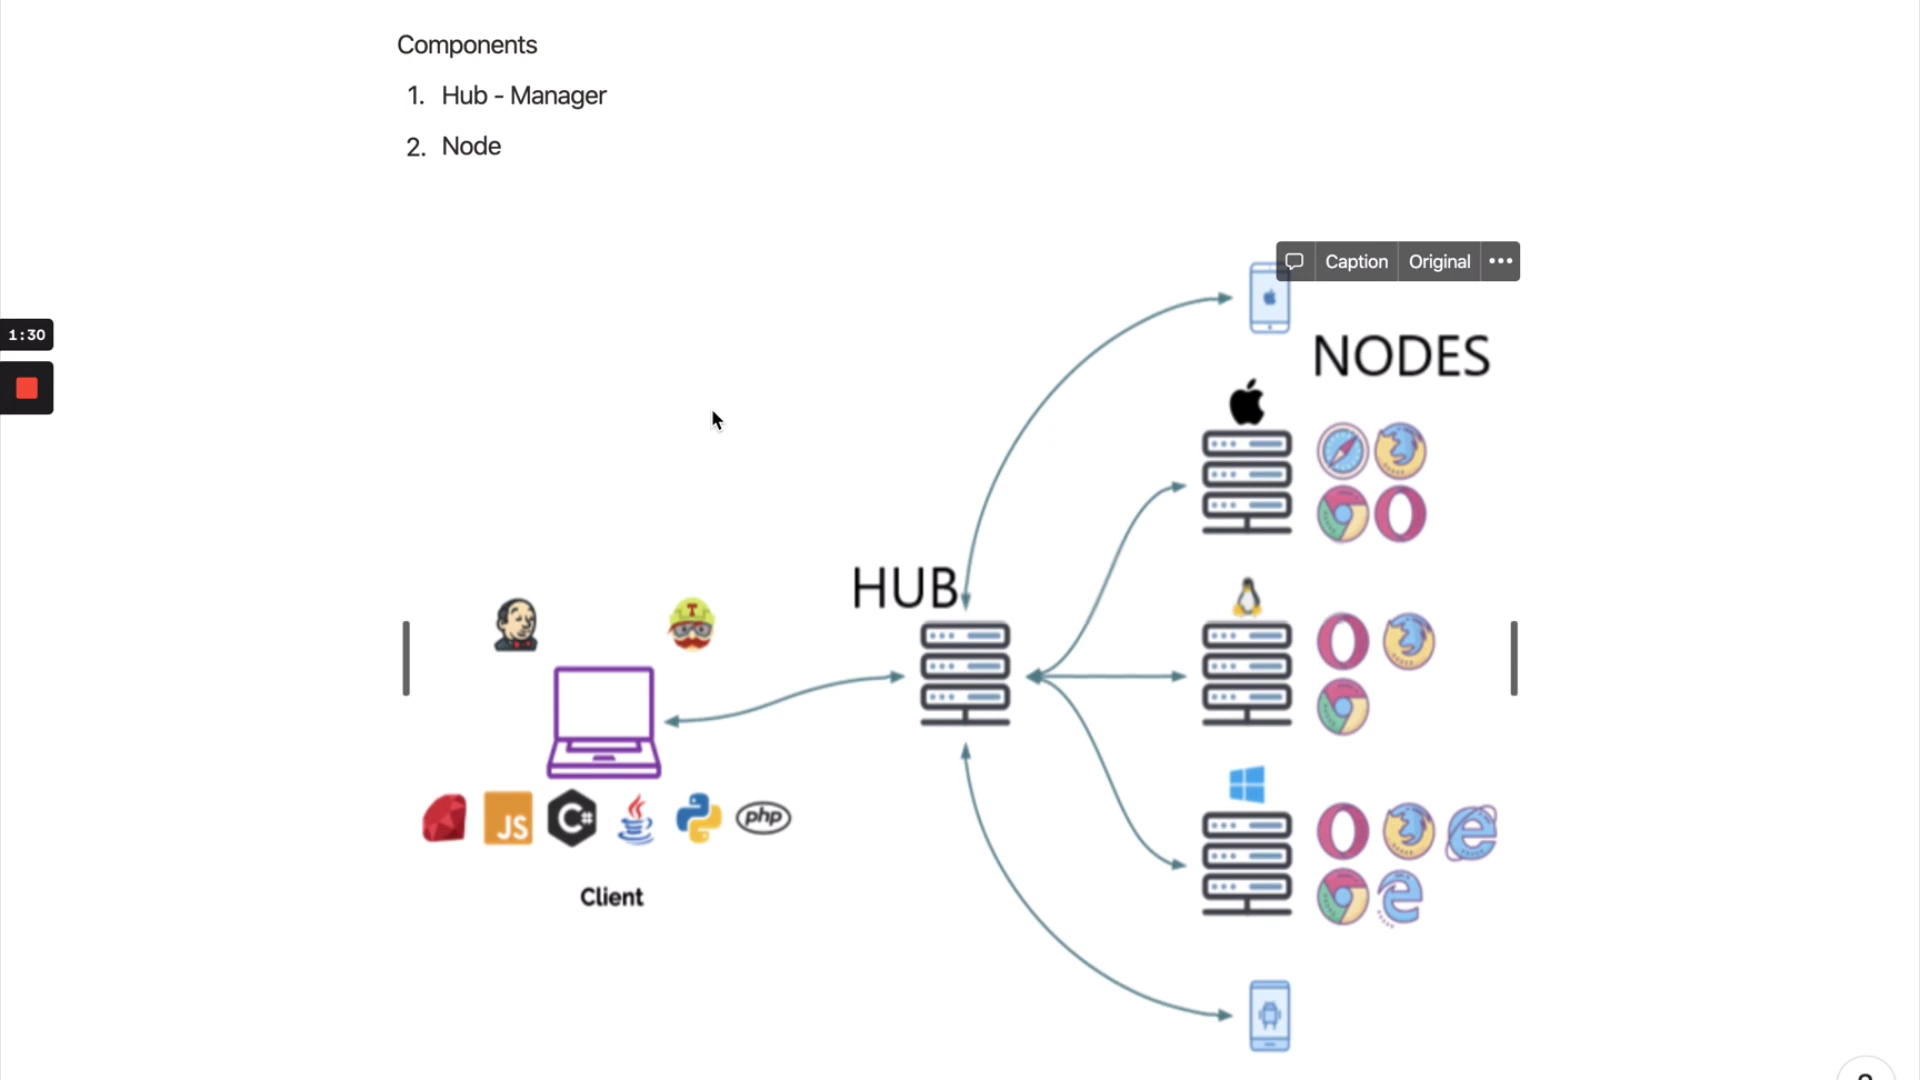 Components
1. Hub - Manager
2. Node
Caption
Original
1:30
NODES
HUB
T
JS
C#
php
Client